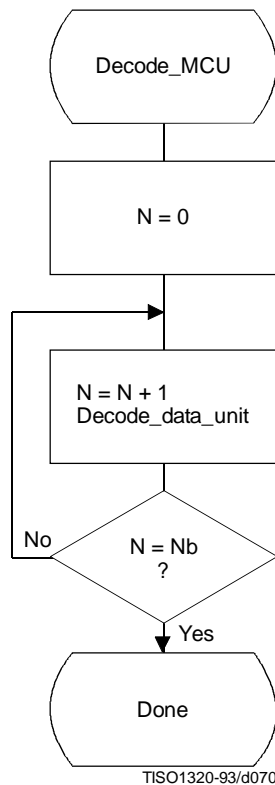 Decode_MCU
N = 0
N = N + 1
Decode_data_unit
N = Nb
?
No
Yes
Done
TISO1320-93/d070